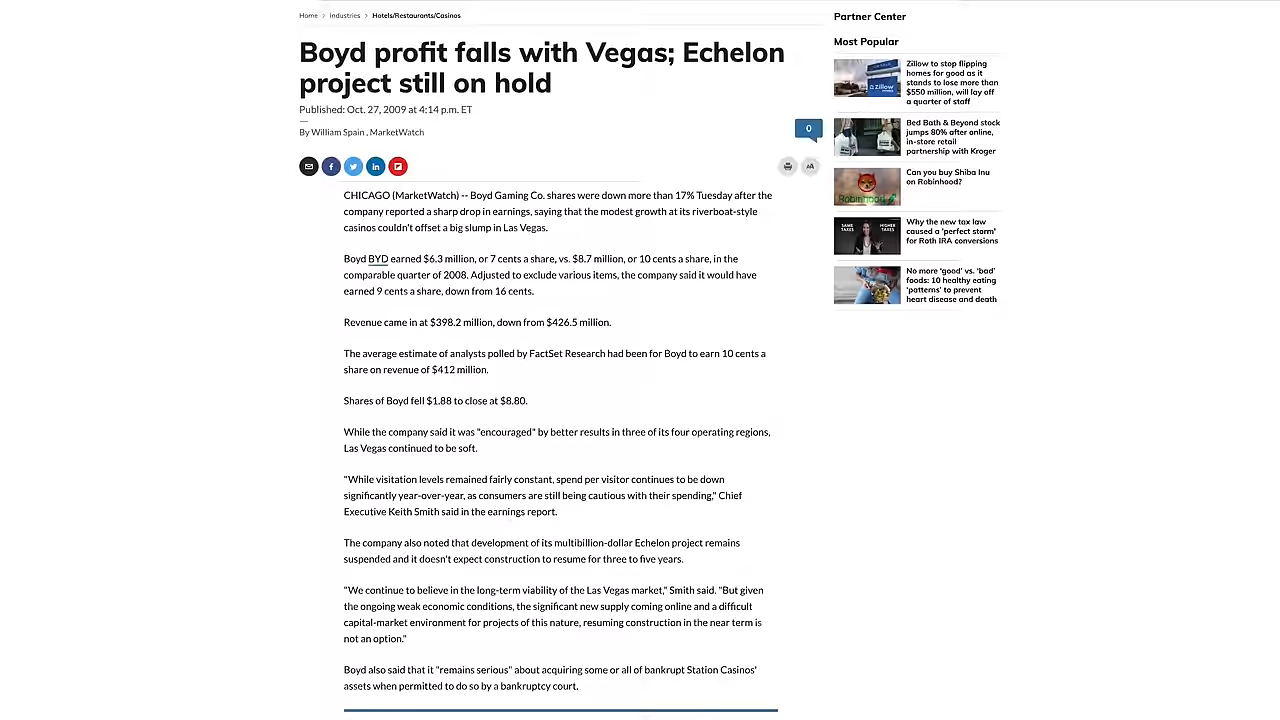 Home > Industries > Hotels/Restaurants/Casinos
Boyd profit falls with Vegas; Echelon
project still on hold
Published: Oct. 27, 2009 at 4:14 p.m. ET
By William Spain , MarketWatch
0
CHICAGO (MarketWatch) -- Boyd Gaming Co. shares were down more than 17% Tuesday after the
company reported a sharp drop in earnings, saying that the modest growth at its riverboat-style
casinos couldn't offset a big slump in Las Vegas.
Boyd BYD earned $6.3 million, or 7 cents a share, vs. $8.7 million, or 10 cents a share, in the
comparable quarter of 2008. Adjusted to exclude various items, the company said it would have
earned 9 cents a share, down from 16 cents.
Revenue came in at $398.2 million, down from $426.5 million.
The average estimate of analysts polled by FactSet Research had been for Boyd to earn 10 cents a
share on revenue of $412 million.
Shares of Boyd fell $1.88 to close at $8.80.
While the company said it was "encouraged" by better results in three of its four operating regions,
Las Vegas continued to be soft.
"While visitation levels remained fairly constant, spend per visitor continues to be down
significantly year-over-year, as consumers are still being cautious with their spending," Chief
Executive Keith Smith said in the earnings report.
The company also noted that development of its multibillion-dollar Echelon project remains
suspended and it doesn't expect construction to resume for three to five years.
"We continue to believe in the long-term viability of the Las Vegas market," Smith said. "But given
the ongoing weak economic conditions, the significant new supply coming online and a difficult
capital-market environment for projects of this nature, resuming construction in the near term is
not an option."
Boyd also said that it "remains serious" about acquiring some or all of bankrupt Station Casinos'
assets when permitted to do so by a bankruptcy court.
Partner Center
Most Popular
Zillow
Zillow to stop flipping
homes for good as it
stands to lose more than
$550 million, will lay off
a quarter of staff
Bed Bath & Beyond stock
jumps 80% after online,
in-store retail
partnership with Kroger
Robinhood
Can you buy Shiba Inu
on Robinhood?
SAME TAXES
HIGHER TAXES
Why the new tax law
caused a 'perfect storm'
for Roth IRA conversions
No more 'good' vs. 'bad'
foods: 10 healthy eating
'patterns' to prevent
heart disease and death